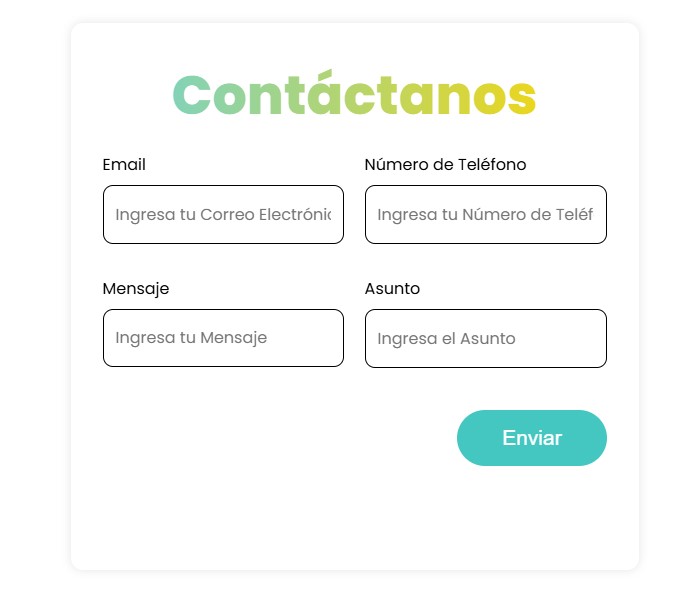 Contáctanos
Email
Número de Teléfono
Ingresa tu Correo Electrónic
Ingresa tu Número de Teléf
Mensaje
Asunto
Ingresa tu Mensaje
Ingresa el Asunto
Enviar